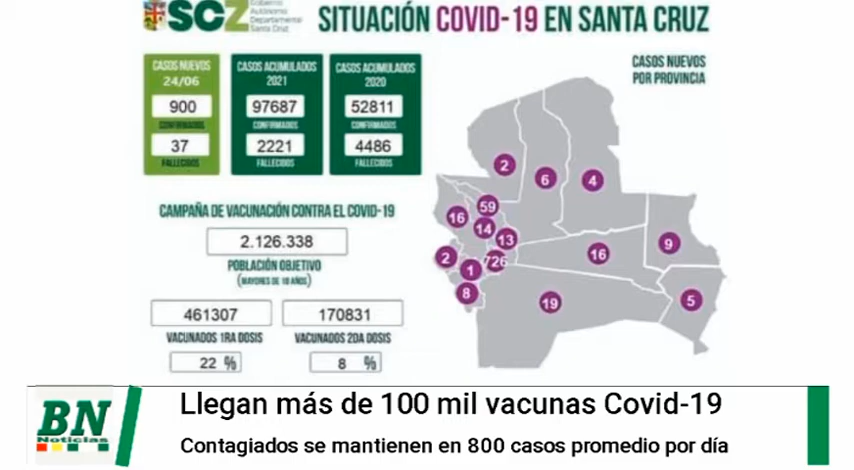 SCZ
Gobierno
Autónomo
Departamental
Santa Cruz
SITUACIÓN COVID-19 EN SANTA CRUZ
CASOS NUEVOS
24/06
900
CONFIRMADOS
37
FALLECIDOS
CASOS ACUMULADOS
2021
97687
CONFIRMADOS
2221
FALLECIDOS
CASOS ACUMULADOS
2020
52811
CONFIRMADOS
4486
FALLECIDOS
CASOS NUEVOS
POR PROVINCIA
2
6
4
59
16
14
13
9
16
2
726
1
8
19
5
CAMPAÑA DE VACUNACIÓN CONTRA EL COVID-19
2.126.338
POBLACIÓN OBJETIVO
(MAYORES DE 18 AÑOS)
461307
VACUNADOS 1RA DOSIS
22 %
170831
VACUNADOS 2DA DOSIS
8 %
BN
Noticias
Llegan más de 100 mil vacunas Covid-19
Contagiados se mantienen en 800 casos promedio por día